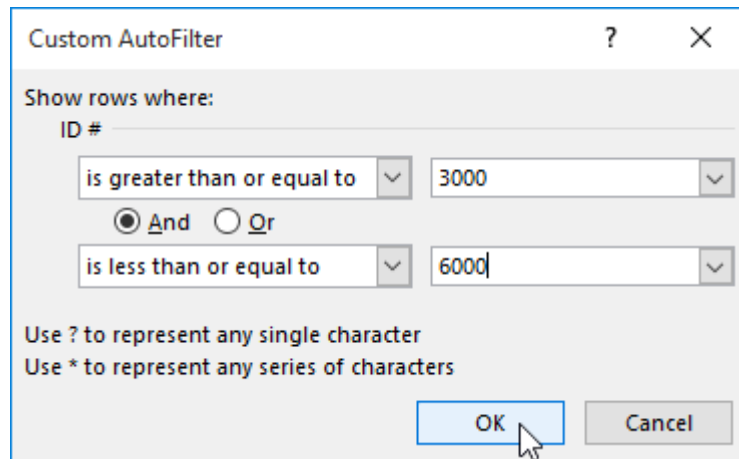 Custom AutoFilter ?
Show rows where:
ID #
is greater than or equal to 3000
And Or
is less than or equal to 6000
Use ? to represent any single character
Use * to represent any series of characters
OK Cancel